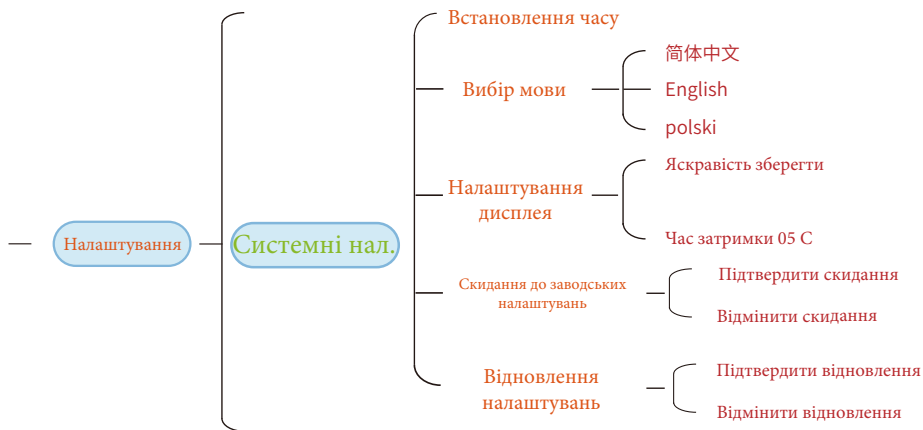 Налаштування
Системні нал.
Встановлення часу
Вибір мови
简体中文
English
polski
Налаштування
дисплея
Яскравість зберегти
Час затримки 05 С
Скидання до заводських
налаштувань
Підтвердити скидання
Відмінити скидання
Відновлення
налаштувань
Підтвердити відновлення
Відмінити відновлення